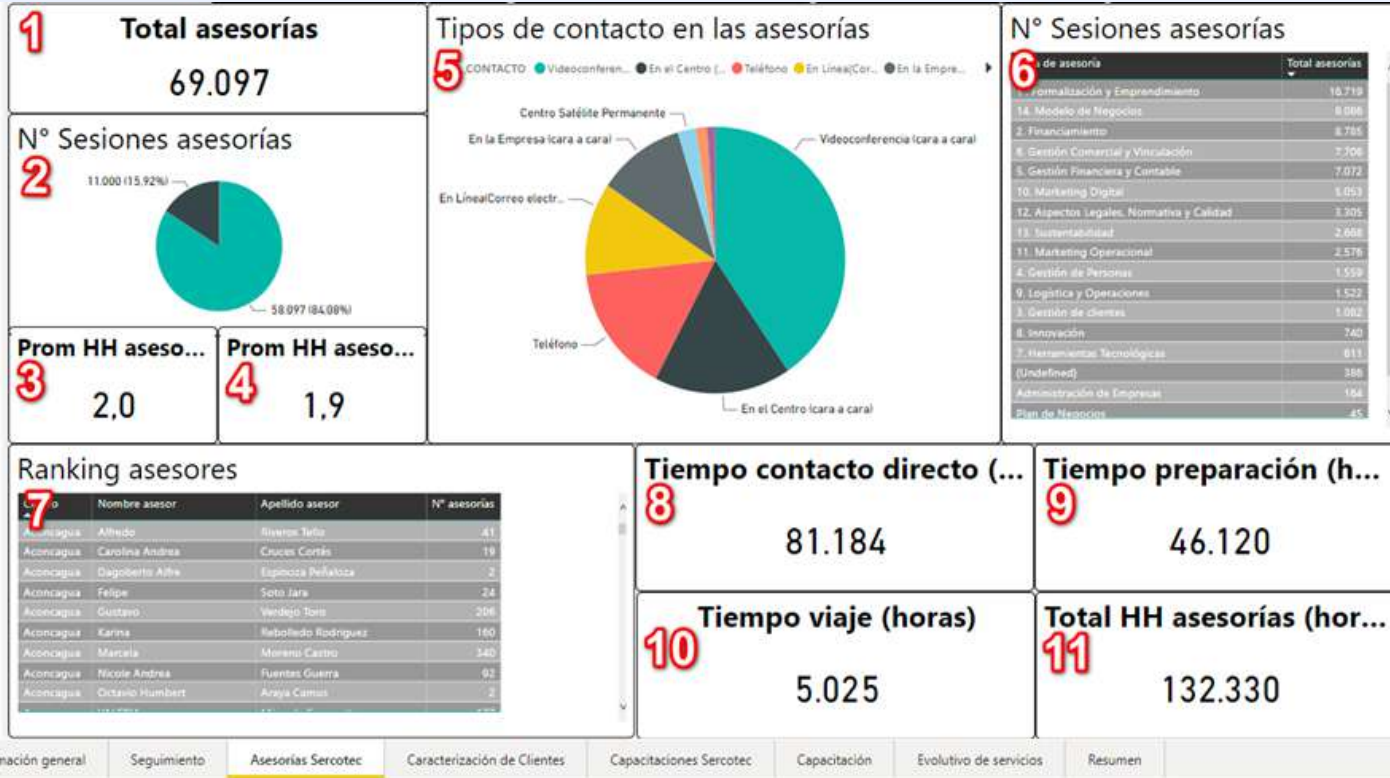 1
Total asesorías
69.097
N° Sesiones asesorías
2
11.000 (15.92%)
58.097 (84.08%)
Prom HH aseso...
3
2,0
Prom HH aseso...
4
1,9
Tipos de contacto en las asesorías
5
CONTACTO Videoconferen... En el Centro (... Teléfono En Línea(Cor... En la Empre...
Centro Satélite Permanente
En la Empresa (cara a cara)
En Línea(Correo electr...
Teléfono
Videoconferencia (cara a cara)
En el Centro (cara a cara)
N° Sesiones asesorías
6
de asesoría Total asesorías
Formalización y Emprendimiento 16.719
14. Modelo de Negocios
2. Financiamiento 8.785
6. Gestión Comercial y Vinculación 7.706
5. Gestión Financiera y Contable 7.072
10. Marketing Digital 5.053
12. Aspectos Legales, Normativa y Calidad 3.305
13. Sustentabilidad 2.668
11. Marketing Operacional 2.576
4. Gestión de Personas 1.559
9. Logística y Operaciones 1.522
3. Gestión de clientes 1.082
8. Innovación 740
7. Herramientas Tecnológicas 611
(Undefined) 386
Administración de Empresas 164
Plan de Negocios 45
Ranking asesores
7
Nombre asesor Apellido asesor N° asesorías
Aconcagua Alfredo Riveros Tello 41
Aconcagua Carolina Andrea Cruces Cortés 19
Aconcagua Dagoberto Alfre Espinoza Peñaloza 2
Aconcagua Felipe Soto Jara 24
Aconcagua Gustavo Verdejo Toro 206
Aconcagua Karina Rebolledo Rodriguez 160
Aconcagua Marcela Moreno Castro 340
Aconcagua Nicole Andrea Fuentes Guerra 92
Aconcagua Octavio Humbert Araya Camus 2
Tiempo contacto directo (...
8
81.184
Tiempo preparación (h...
9
46.120
Tiempo viaje (horas)
10
5.025
Total HH asesorías (hor...
11
132.330
mación general Seguimiento Asesorías Sercotec Caracterización de Clientes Capacitaciones Sercotec Capacitación Evolutivo de servicios Resumen